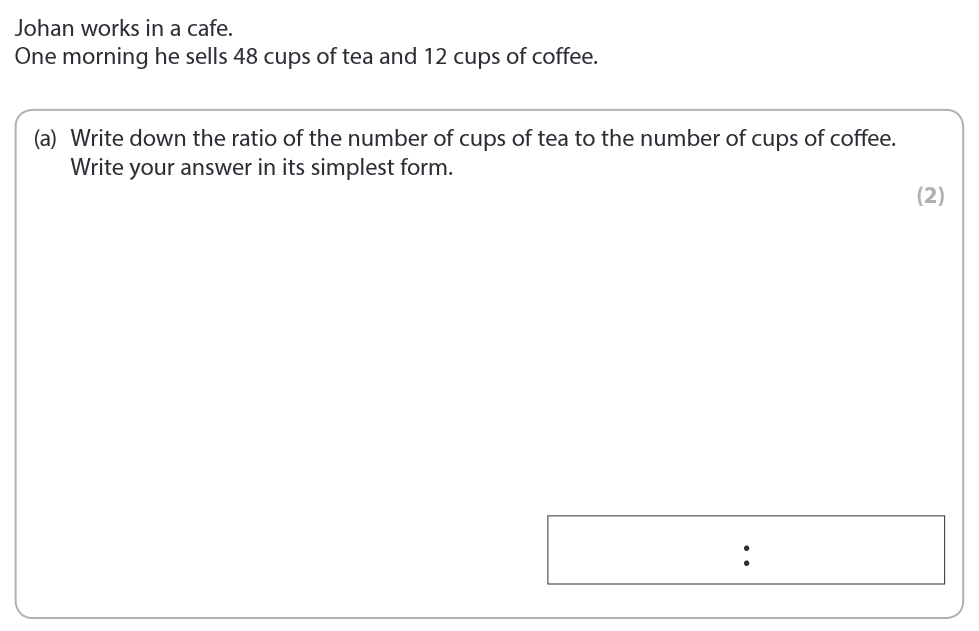 Johan works in a cafe.
One morning he sells 48 cups of tea and 12 cups of coffee.
(a) Write down the ratio of the number of cups of tea to the number of cups of coffee.
Write your answer in its simplest form.
(2)
: